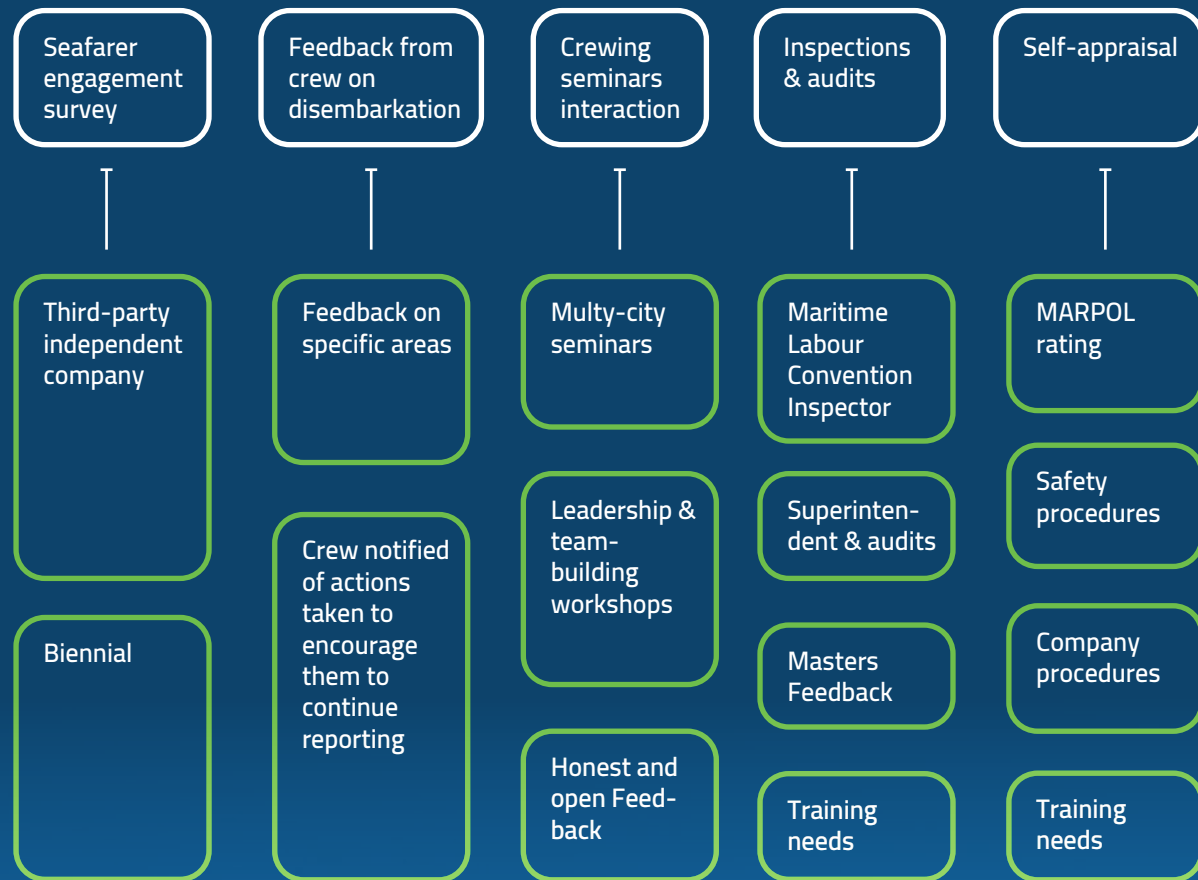 Seafarer
engagement
survey
Feedback from
crew on
disembarkation
Crewing
seminars
interaction
Inspections
& audits
Self-appraisal
Third-party
independent
company
Biennial
Feedback on
specific areas
Crew notified
of actions
taken to
encourage
them to
continue
reporting
Multy-city
seminars
Leadership &
team-
building
workshops
Honest and
open Feed-
back
Maritime
Labour
Convention
Inspector
Superinten-
dent & audits
Masters
Feedback
Training
needs
MARPOL
rating
Safety
procedures
Company
procedures
Training
needs